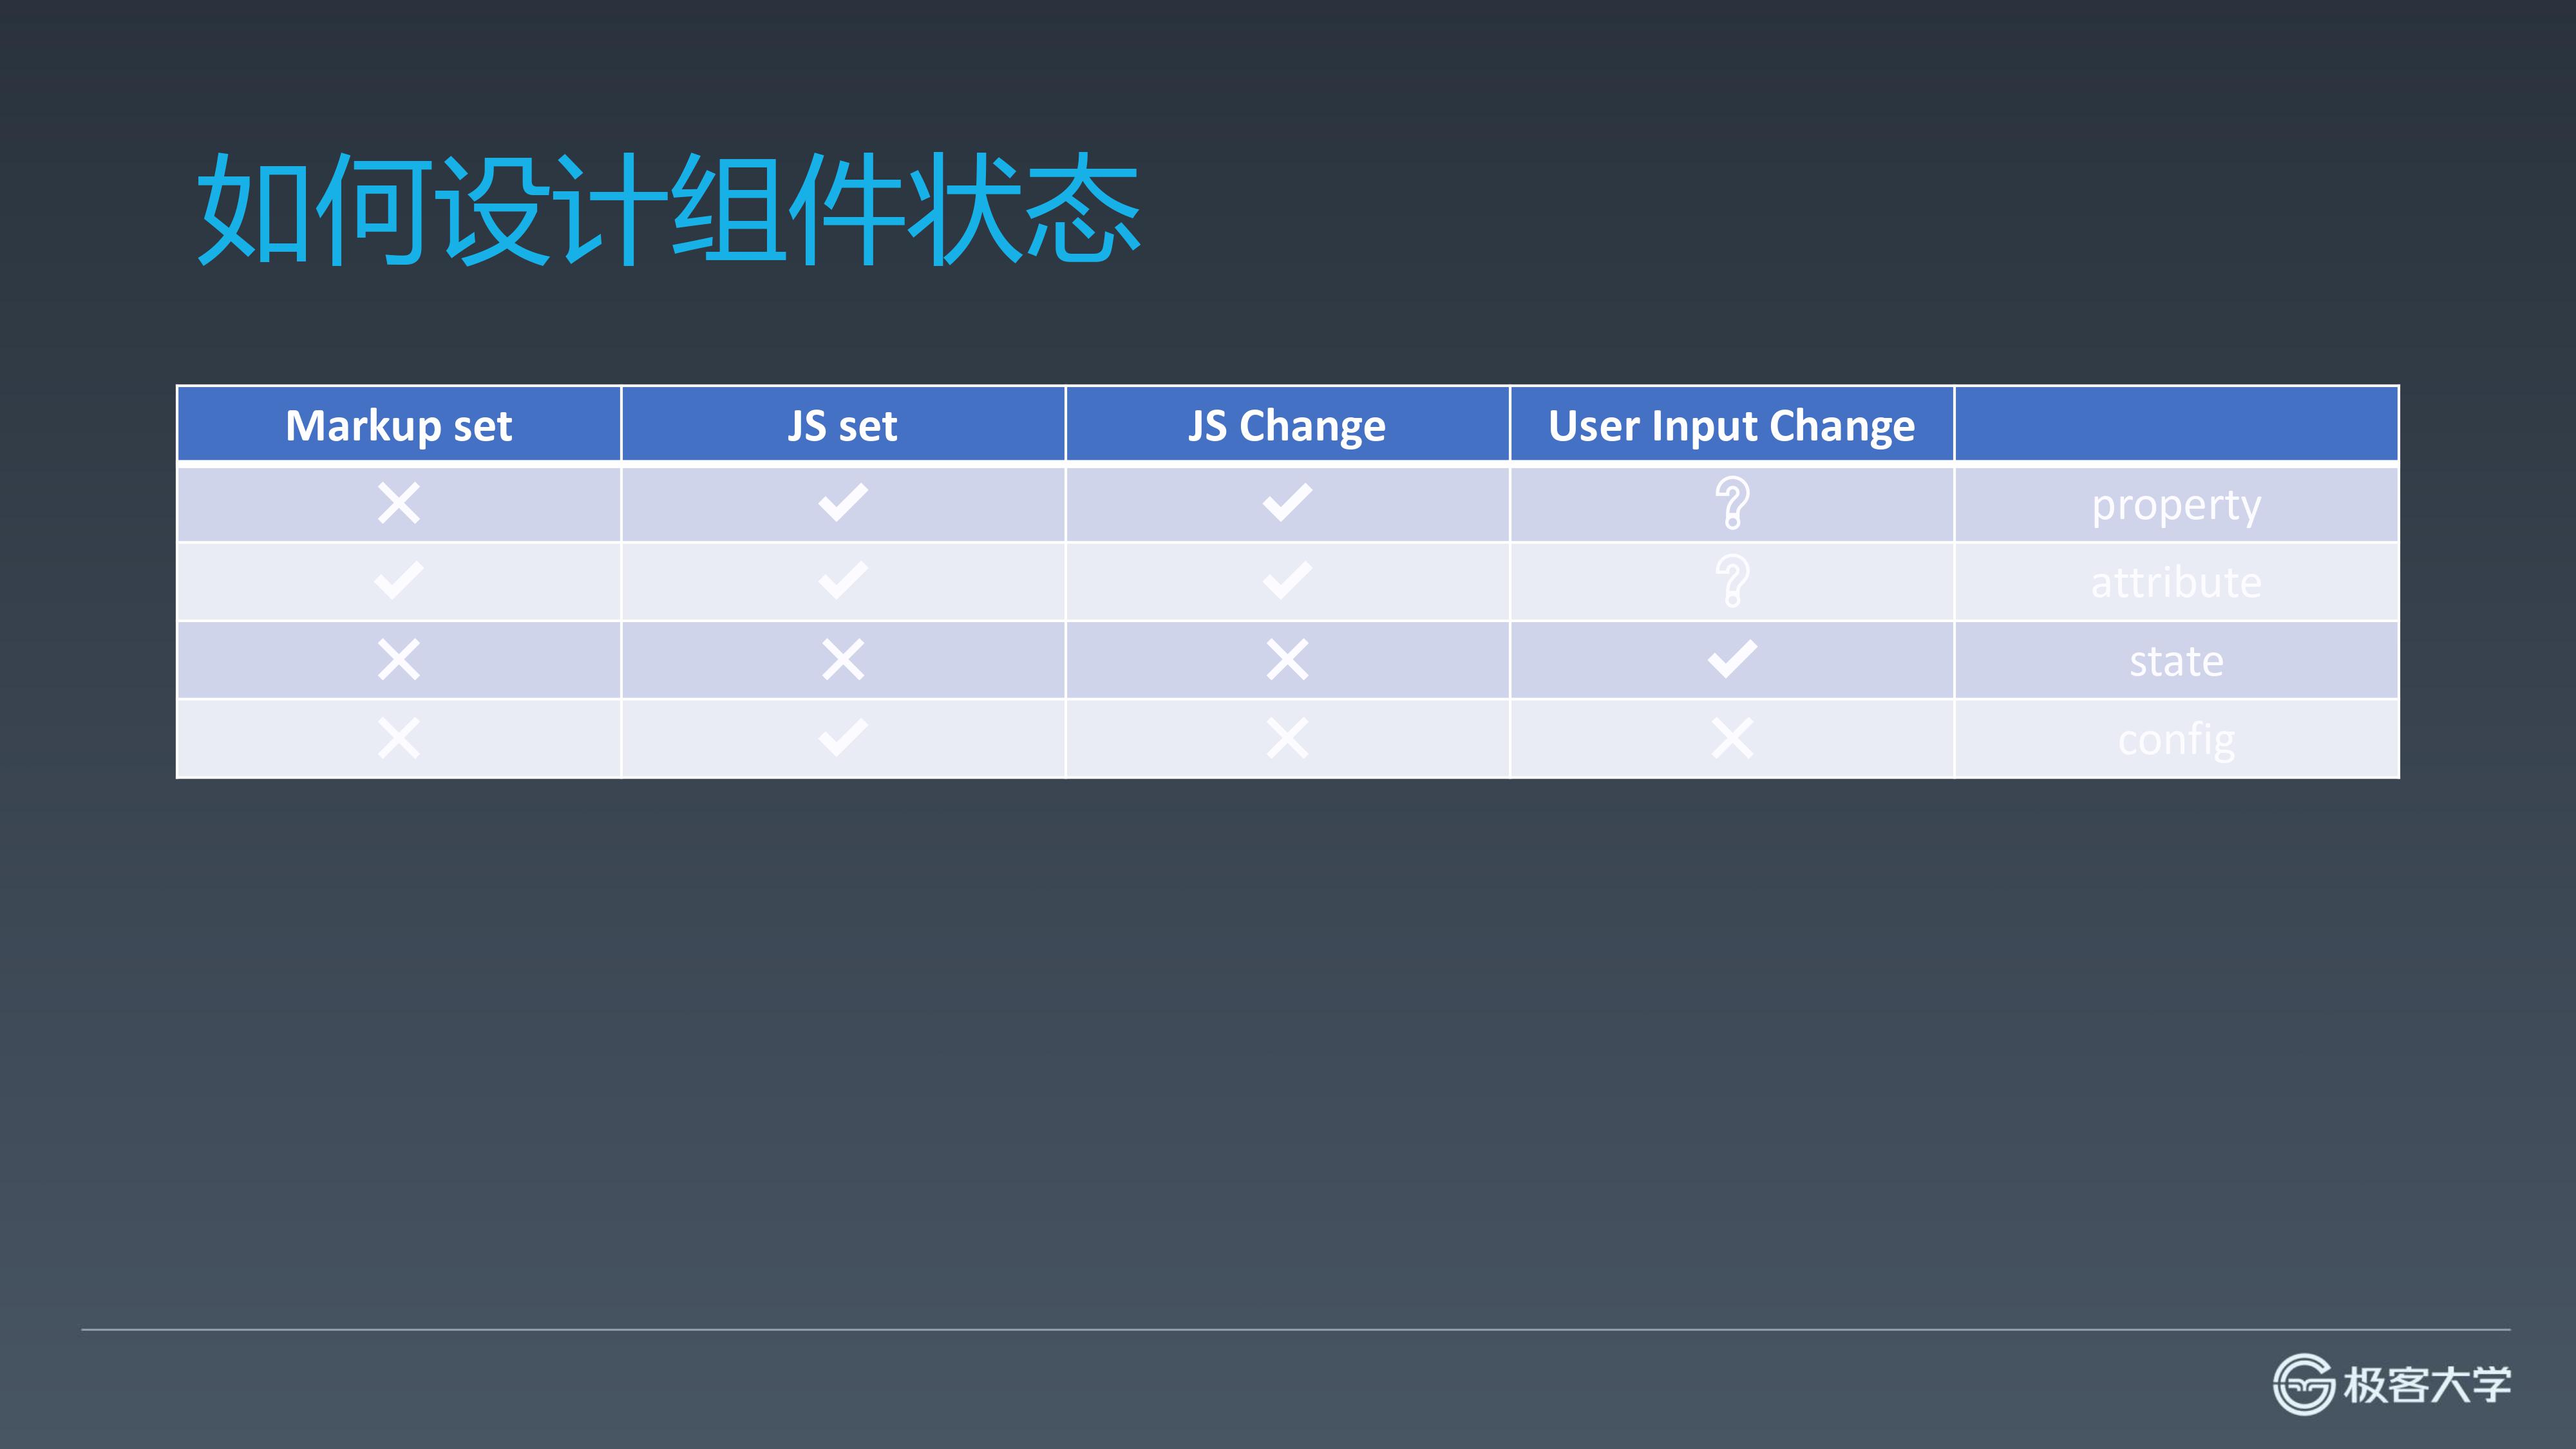 如何设计组件状态
Markup set JS set JS Change User Input Change
❌ ✔ ✔ ❓ property
✔ ✔ ✔ ❓ attribute
❌ ❌ ❌ ✔ state
❌ ✔ ❌ ❌ config
极客大学